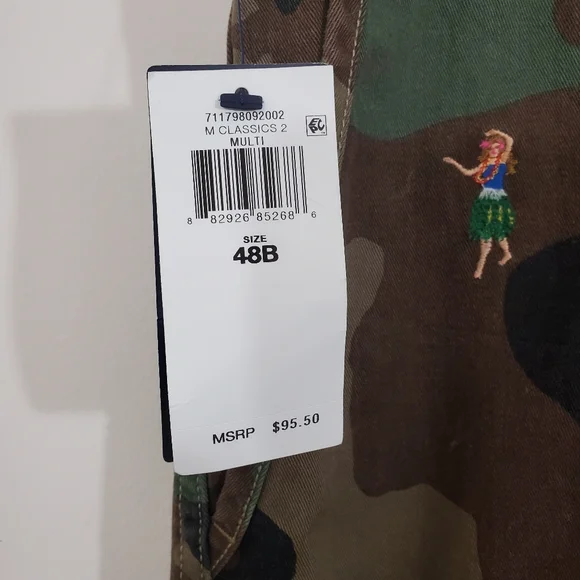 711798092002
M CLASSICS 2
MULTI
8 82926 85268 6
SIZE
48B
MSRP $95.50